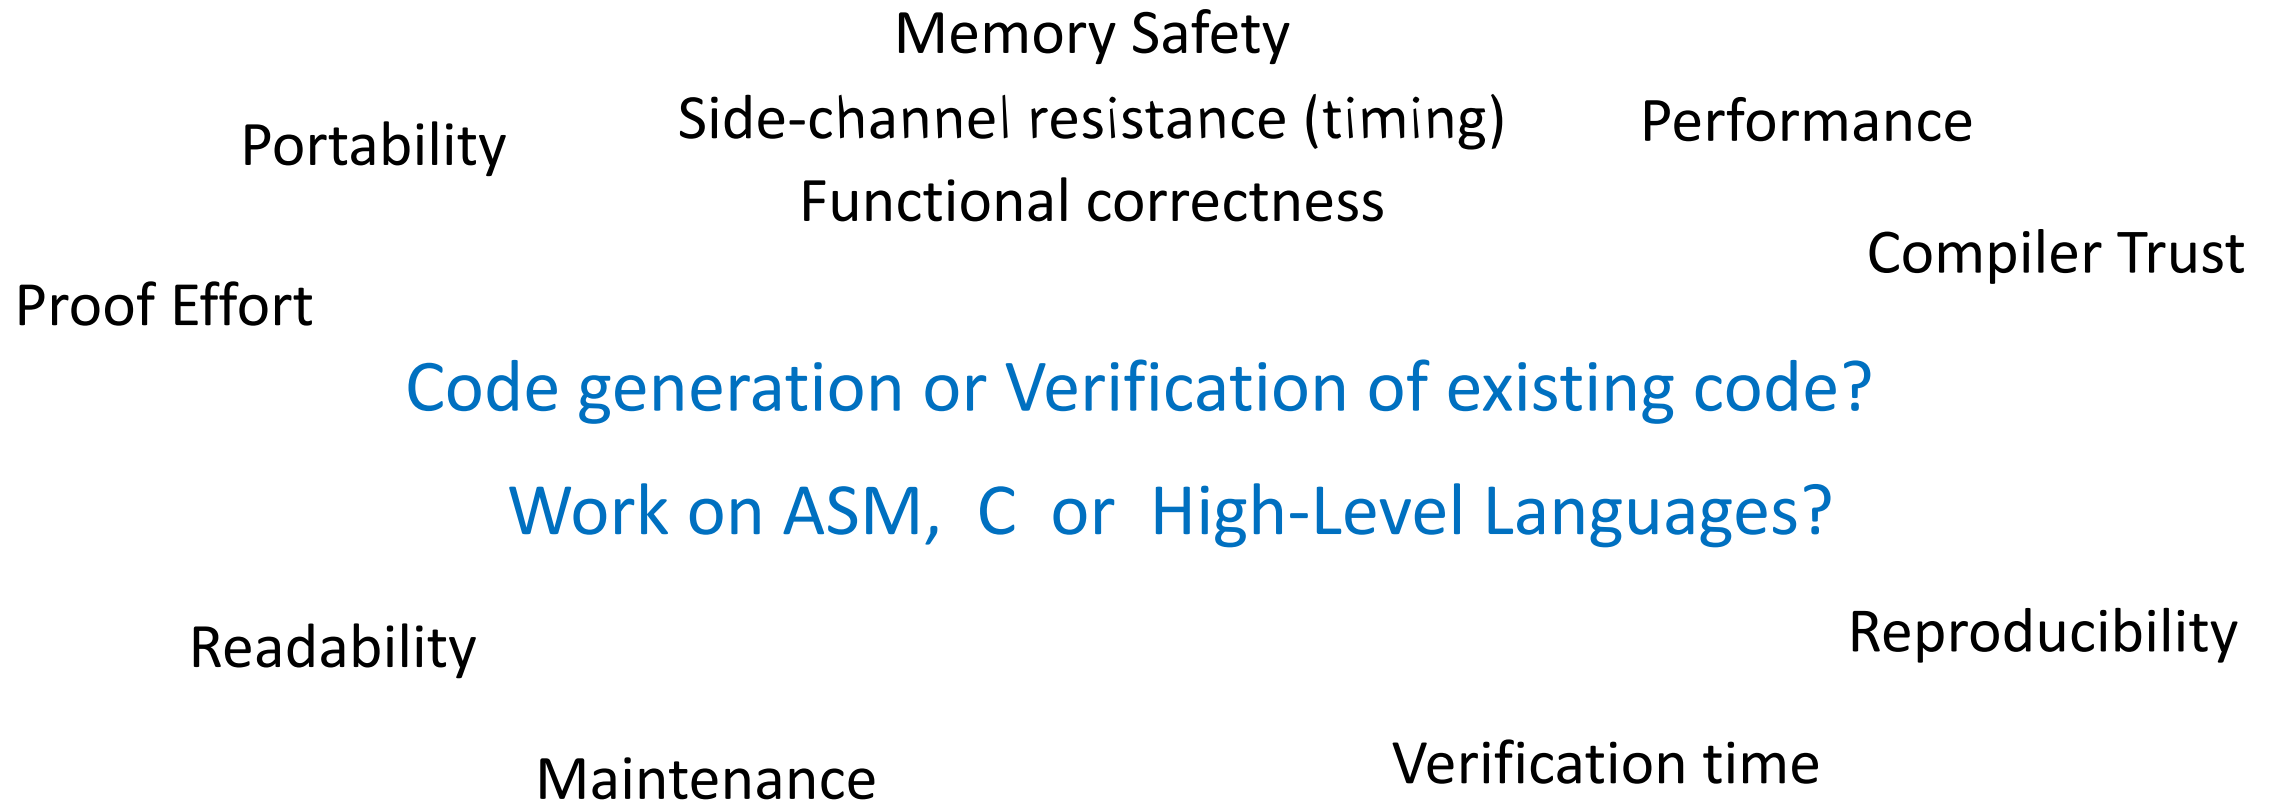 Memory Safety
Portability
Side-channel resistance (timing)
Performance
Functional correctness
Compiler Trust
Proof Effort
Code generation or Verification of existing code?
Work on ASM,  C  or  High-Level Languages?
Readability
Reproducibility
Maintenance
Verification time